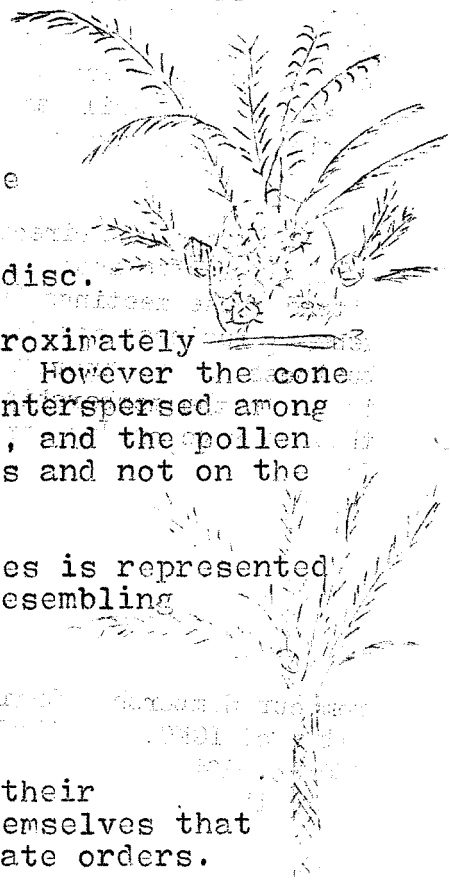 e
disc.
roximately
However the cone
nterspersed among
, and the pollen
s and not on the
es is represented
esembling
their
emselves that
ate orders.